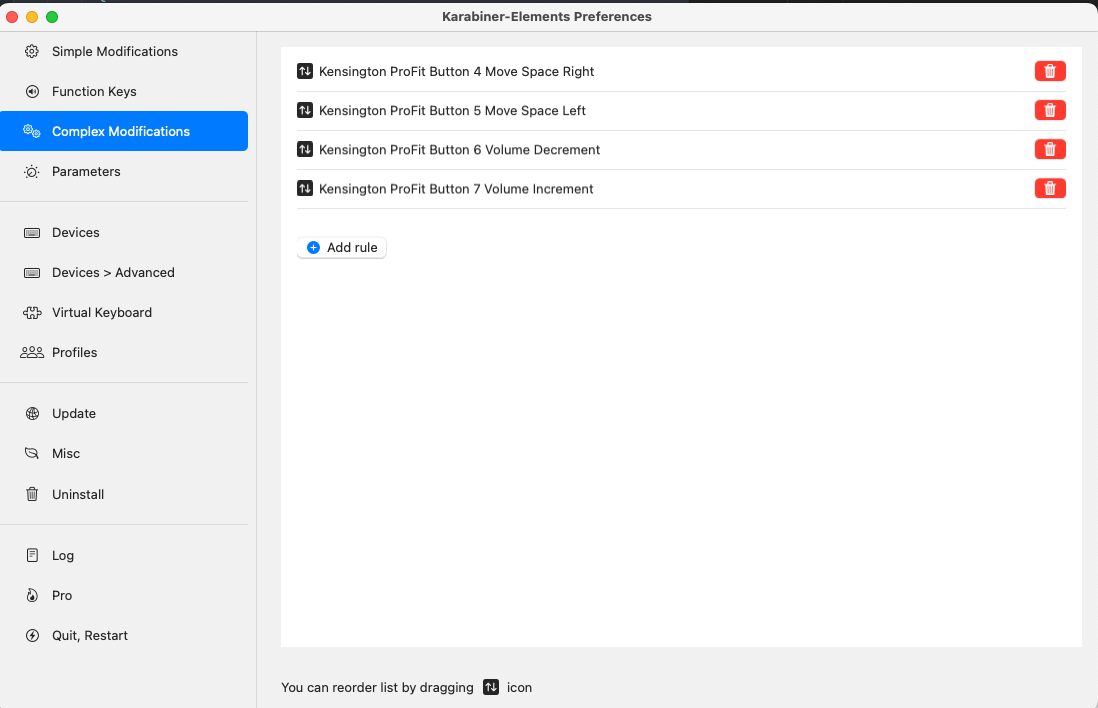 Karabiner-Elements Preferences
Simple Modifications
Function Keys
Complex Modifications
Parameters
Devices
Devices > Advanced
Virtual Keyboard
Profiles
Update
Misc
Uninstall
Log
Pro
Quit, Restart
Kensington ProFit Button 4 Move Space Right
Kensington ProFit Button 5 Move Space Left
Kensington ProFit Button 6 Volume Decrement
Kensington ProFit Button 7 Volume Increment
Add rule
You can reorder list by dragging icon